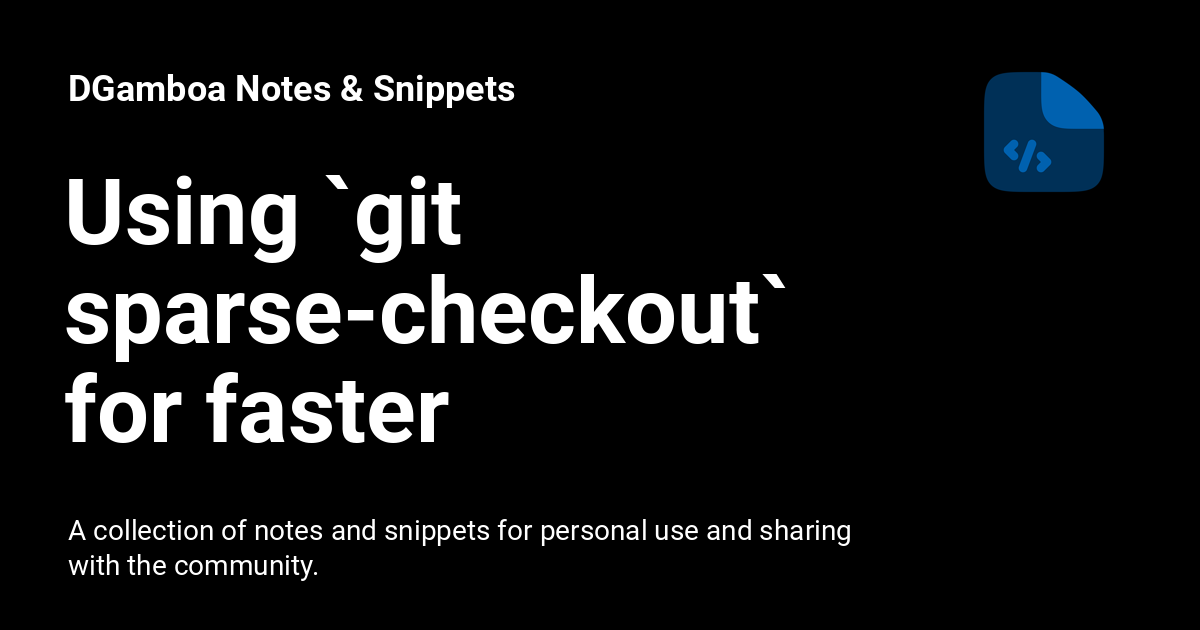 DGamboa Notes & Snippets
Using `git
sparse-checkout`
for faster
A collection of notes and snippets for personal use and sharing
with the community.